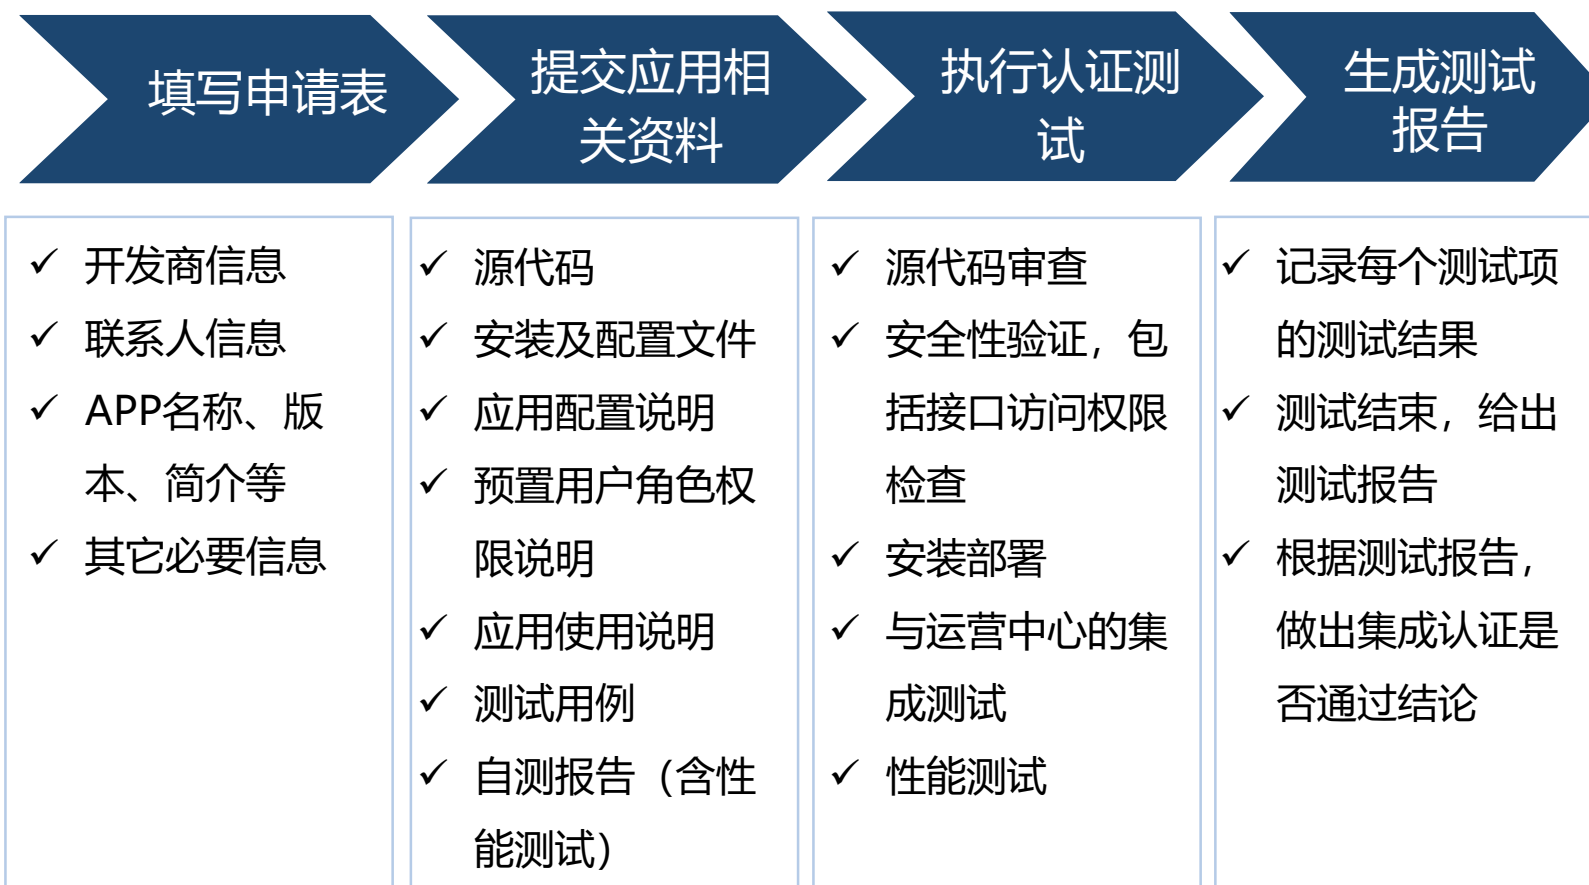 填写申请表
提交应用相
关资料
执行认证测
试
生成测试
报告
开发商信息
联系人信息
APP名称、版
本、简介等
其它必要信息
源代码
安装及配置文件
应用配置说明
预置用户角色权
限说明
应用使用说明
测试用例
自测报告（含性
能测试）
源代码审查
安全性验证，包
括接口访问权限
检查
安装部署
与运营中心的集
成测试
性能测试
记录每个测试项
的测试结果
测试结束，给出
测试报告
根据测试报告，
做出集成认证是
否通过结论